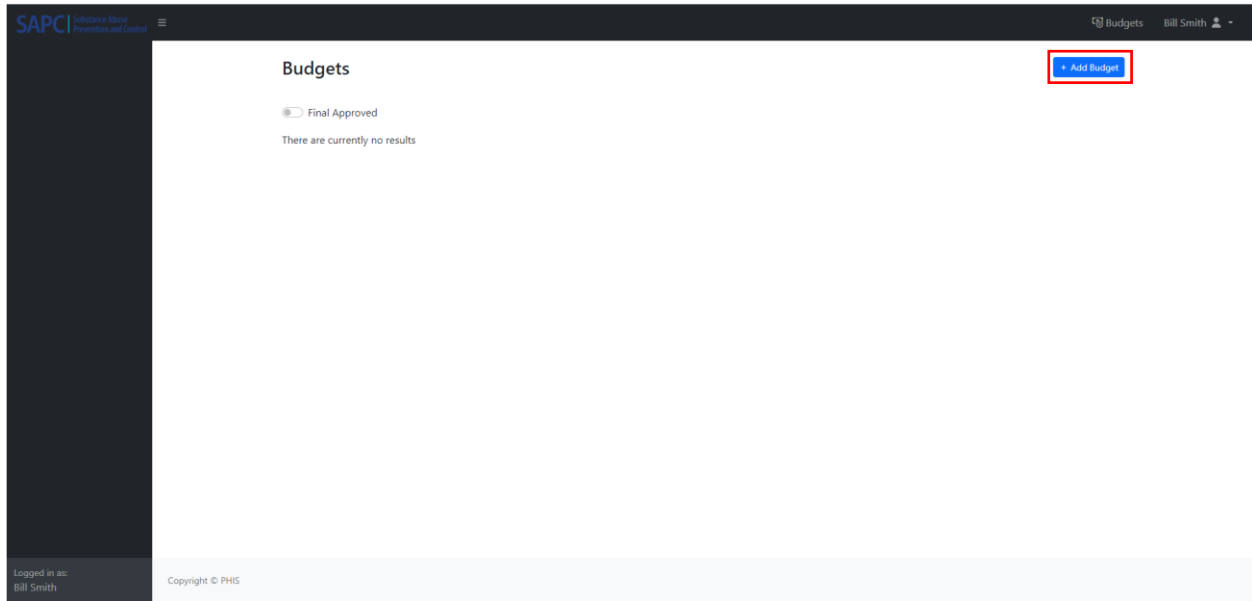 SAPC Substance Abuse
Prevention and Control
Budgets
Bill Smith
Budgets
+ Add Budget
Final Approved
There are currently no results
Logged in as:
Bill Smith
Copyright © PHIS